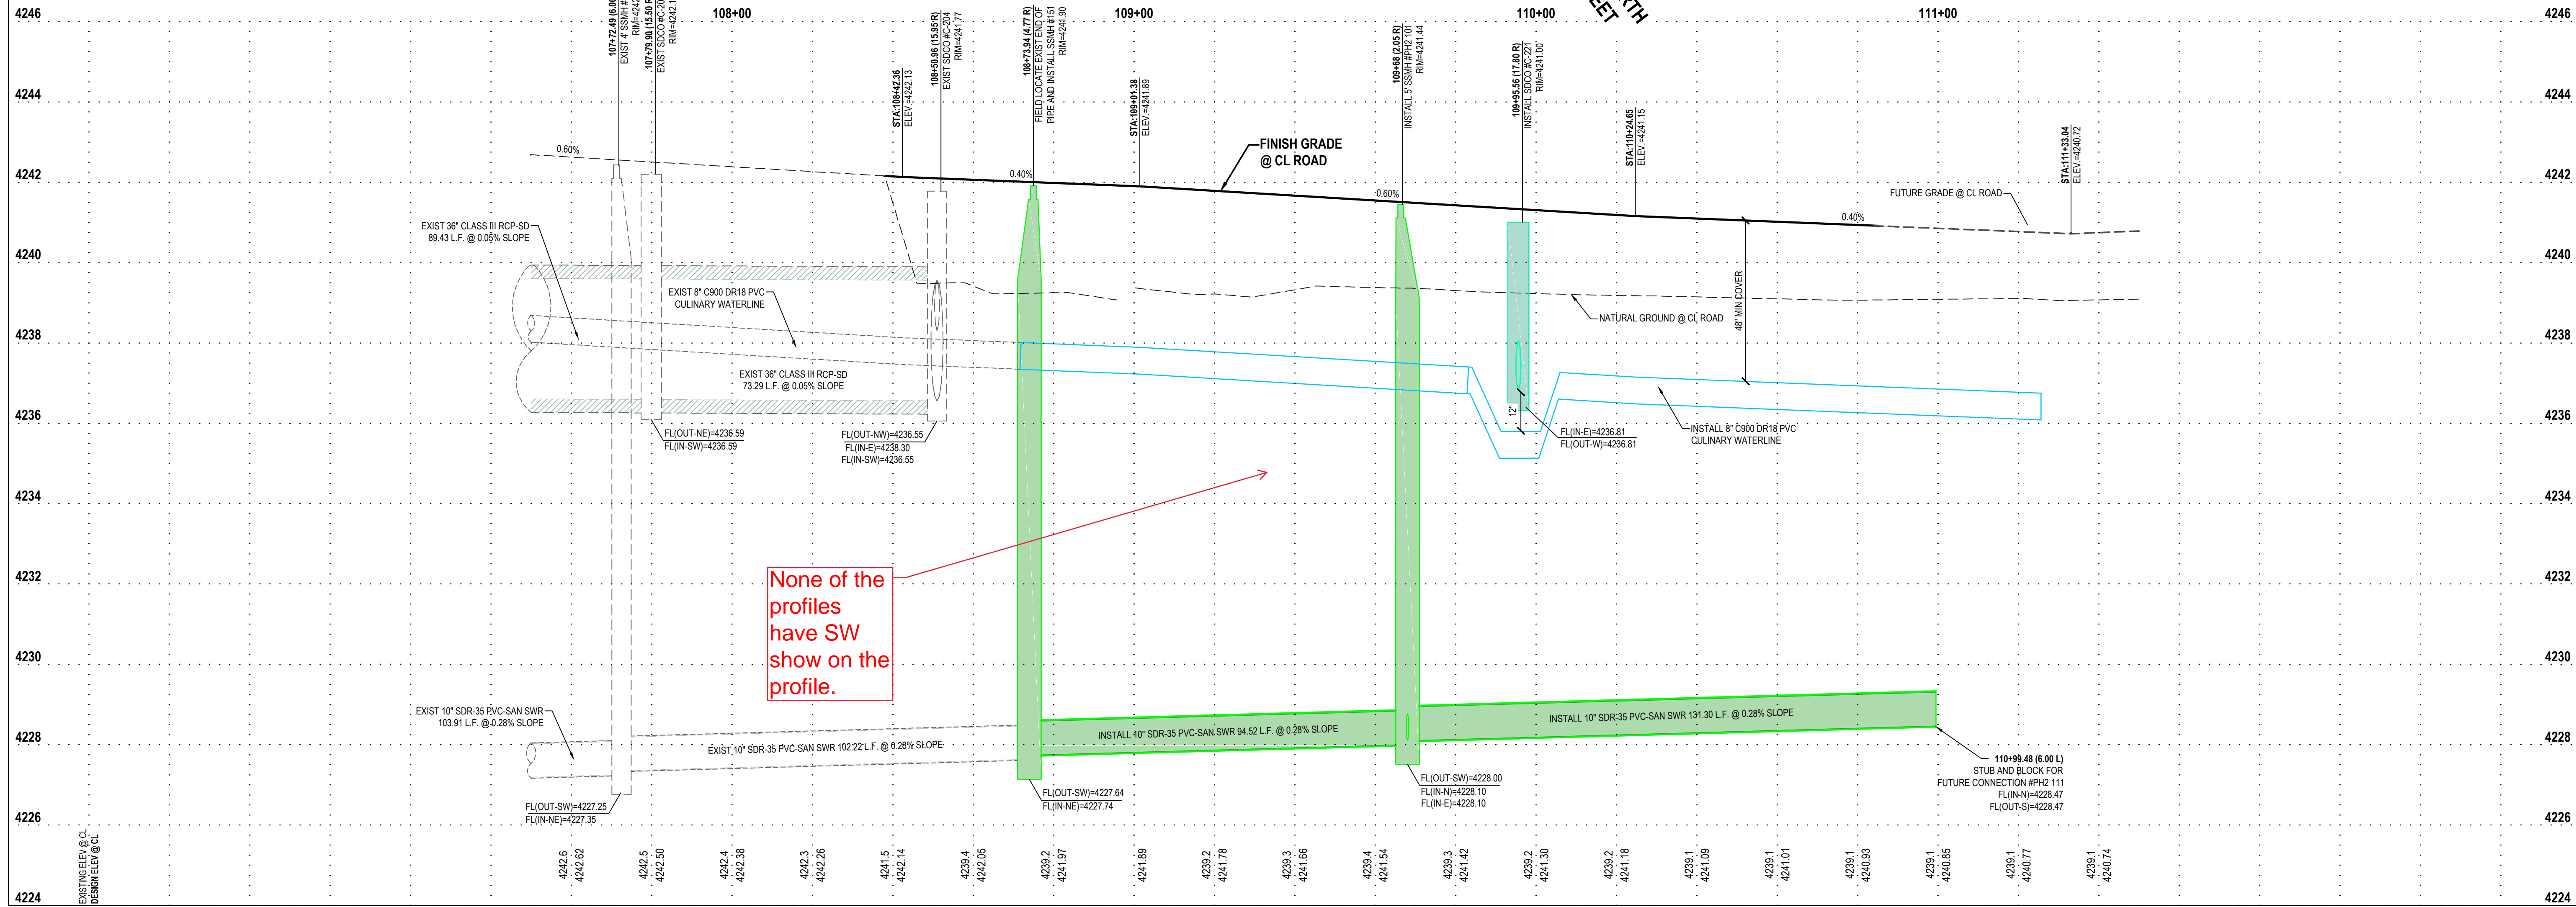 4246
108+00
109+00
110+00
111+00
4246
RTH
EET
107+72.49 (6.00
EXIST 4' SSMH #
RIM=4242
107+79.90 (15.50 R)
EXIST SDCO #C-20
RIM=4242.1
STA:108+42.36
ELEV.=4242.13
108+50.96 (15.95 R)
EXIST SDCO #C-204
RIM=4241.77
108+73.94 (4.77 R)
FIELD LOCATE EXIST END OF
PIPE AND INSTALL SSMH #151
RIM=4241.90
STA:109+01.38
ELEV.=4241.89
109+68 (2.05 R)
INSTALL 5' SSMH #PH2 101
RIM=4241.44
109+95.56 (17.80 R)
INSTALL SDCO #C-221
RIM=4241.00
STA:110+24.65
ELEV.=4241.15
STA:111+33.04
ELEV.=4240.72
4244
4244
FINISH GRADE
@ CL ROAD
0.60%
0.40%
0.60%
0.40%
4242
4242
FUTURE GRADE @ CL ROAD
EXIST 36" CLASS III RCP-SD
89.43 L.F. @ 0.05% SLOPE
4240
4240
EXIST 8" C900 DR18 PVC
CULINARY WATERLINE
NATURAL GROUND @ CL ROAD
48" MIN COVER
4238
4238
EXIST 36" CLASS III RCP-SD
73.29 L.F. @ 0.05% SLOPE
12"
4236
4236
FL(OUT-NE)=4236.59
FL(IN-SW)=4236.59
FL(OUT-NW)=4236.55
FL(IN-E)=4238.30
FL(IN-SW)=4236.55
FL(IN-E)=4236.81
FL(OUT-W)=4236.81
INSTALL 8" C900 DR18 PVC
CULINARY WATERLINE
4234
4234
None of the
profiles
have SW
show on the
profile.
4232
4232
4230
4230
EXIST 10" SDR-35 PVC-SAN SWR
103.91 L.F. @ 0.28% SLOPE
EXIST 10" SDR-35 PVC-SAN SWR 102.22 L.F. @ 0.28% SLOPE
INSTALL 10" SDR-35 PVC-SAN SWR 94.52 L.F. @ 0.28% SLOPE
INSTALL 10" SDR-35 PVC-SAN SWR 131.30 L.F. @ 0.28% SLOPE
4228
4228
110+99.48 (6.00 L)
STUB AND BLOCK FOR
FUTURE CONNECTION #PH2 111
FL(IN-N)=4228.47
FL(OUT-S)=4228.47
FL(OUT-SW)=4227.25
FL(IN-NE)=4227.35
FL(OUT-SW)=4227.64
FL(IN-NE)=4227.74
FL(OUT-SW)=4228.00
FL(IN-N)=4228.10
FL(IN-E)=4228.10
4226
4226
EXISTING ELEV @ CL
DESIGN ELEV @ CL
4242.6
4242.62
4242.5
4242.50
4242.4
4242.38
4242.3
4242.26
4241.5
4242.14
4239.4
4242.05
4239.2
4241.97
4241.89
4239.2
4241.78
4239.3
4241.66
4239.4
4241.54
4239.3
4241.42
4239.2
4241.30
4239.2
4241.18
4239.1
4241.09
4239.1
4241.01
4239.1
4240.93
4239.1
4240.85
4239.1
4240.77
4239.1
4240.74
4224
4224